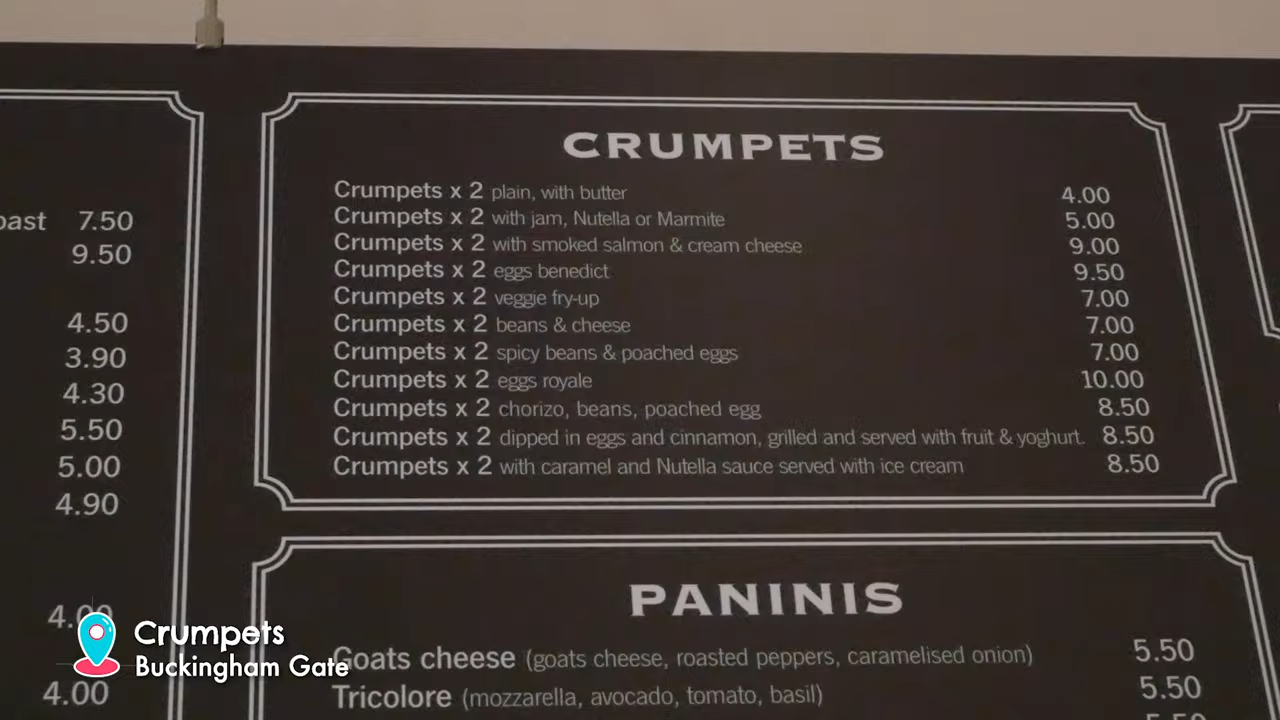 CRUMPETS
Crumpets x 2 plain, with butter 4.00
Crumpets x 2 with jam, Nutella or Marmite 5.00
Crumpets x 2 with smoked salmon & cream cheese 9.00
Crumpets x 2 eggs benedict 9.50
Crumpets x 2 veggie fry-up 7.00
Crumpets x 2 beans & cheese 7.00
Crumpets x 2 spicy beans & poached eggs 7.00
Crumpets x 2 eggs royale 10.00
Crumpets x 2 chorizo, beans, poached egg 8.50
Crumpets x 2 dipped in eggs and cinnamon, grilled and served with fruit & yoghurt. 8.50
Crumpets x 2 with caramel and Nutella sauce served with ice cream 8.50
PANINIS
Goats cheese (goats cheese, roasted peppers, caramelised onion) 5.50
Tricolore (mozzarella, avocado, tomato, basil) 5.50
7.50
9.50
4.50
3.90
4.30
5.50
5.00
4.90
4.00
4.00
Crumpets
Buckingham Gate